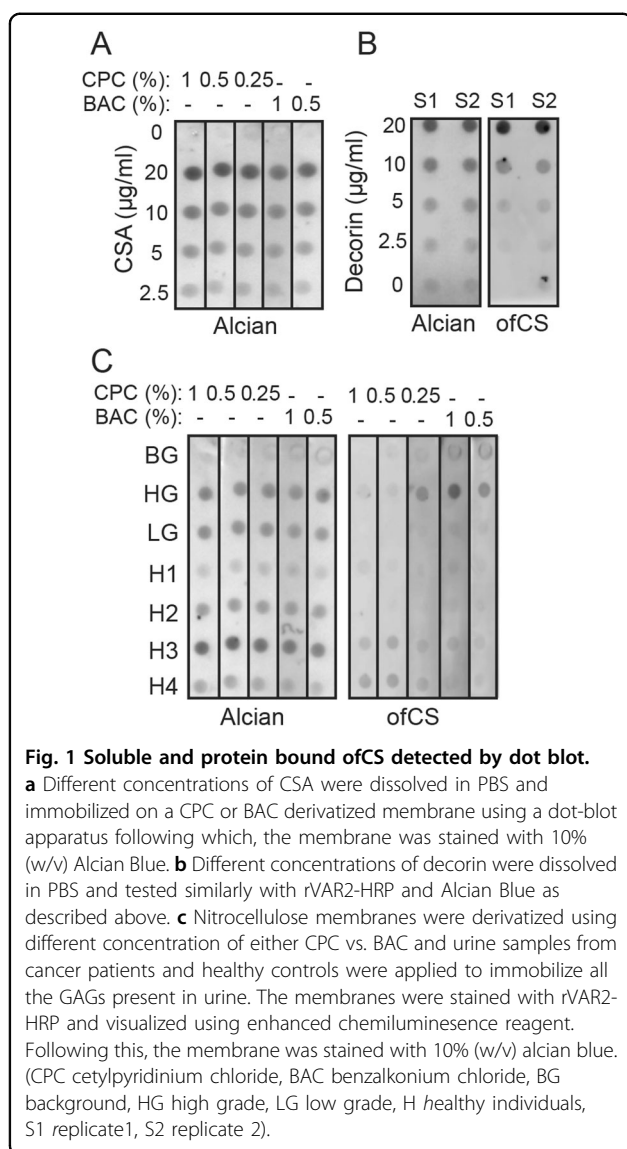 A
CPC (%): 1 0.5 0.25 - -
BAC (%): - - - 1 0.5
CSA (µg/ml)
0
20
10
5
2.5
Alcian
B
S1 S2 S1 S2
Decorin (µg/ml)
20
10
5
2.5
0
Alcian ofCS
C
CPC (%): 1 0.5 0.25 - - 1 0.5 0.25 - -
BAC (%): - - - 1 0.5 - - - 1 0.5
BG
HG
LG
H1
H2
H3
H4
Alcian ofCS
Fig. 1 Soluble and protein bound ofCS detected by dot blot.
a Different concentrations of CSA were dissolved in PBS and
immobilized on a CPC or BAC derivatized membrane using a dot-blot
apparatus following which, the membrane was stained with 10%
(w/v) Alcian Blue. b Different concentrations of decorin were dissolved
in PBS and tested similarly with rVAR2-HRP and Alcian Blue as
described above. c Nitrocellulose membranes were derivatized using
different concentration of either CPC vs. BAC and urine samples from
cancer patients and healthy controls were applied to immobilize all
the GAGs present in urine. The membranes were stained with rVAR2-
HRP and visualized using enhanced chemiluminesence reagent.
Following this, the membrane was stained with 10% (w/v) alcian blue.
(CPC cetylpyridinium chloride, BAC benzalkonium chloride, BG
background, HG high grade, LG low grade, H healthy individuals,
S1 replicate1, S2 replicate 2).